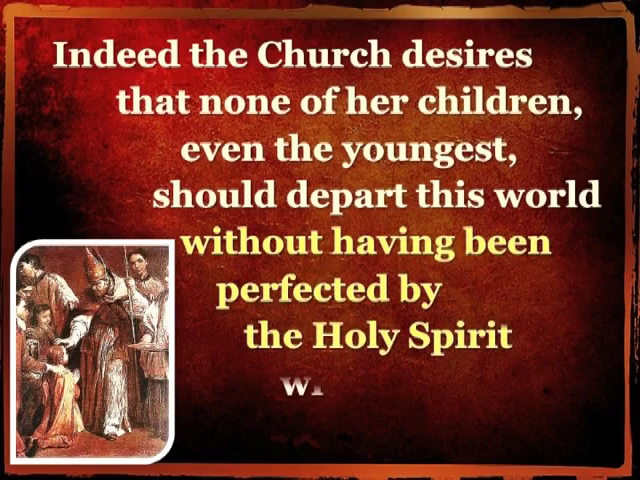 Indeed the Church desires
that none of her children,
even the youngest,
should depart this world
without having been
perfected by
the Holy Spirit